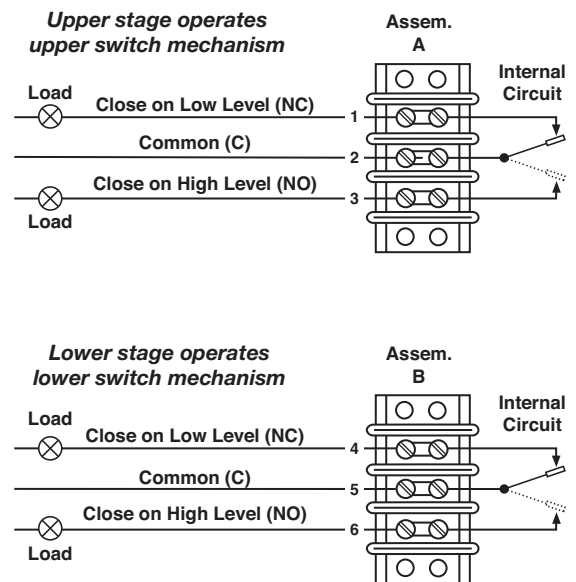 Upper stage operates
upper switch mechanism
Assem.
A
Internal
Circuit
Load
Close on Low Level (NC)
1
Common (C)
2
Close on High Level (NO)
3
Load
Lower stage operates
lower switch mechanism
Assem.
B
Internal
Circuit
Load
Close on Low Level (NC)
4
Common (C)
5
Close on High Level (NO)
6
Load